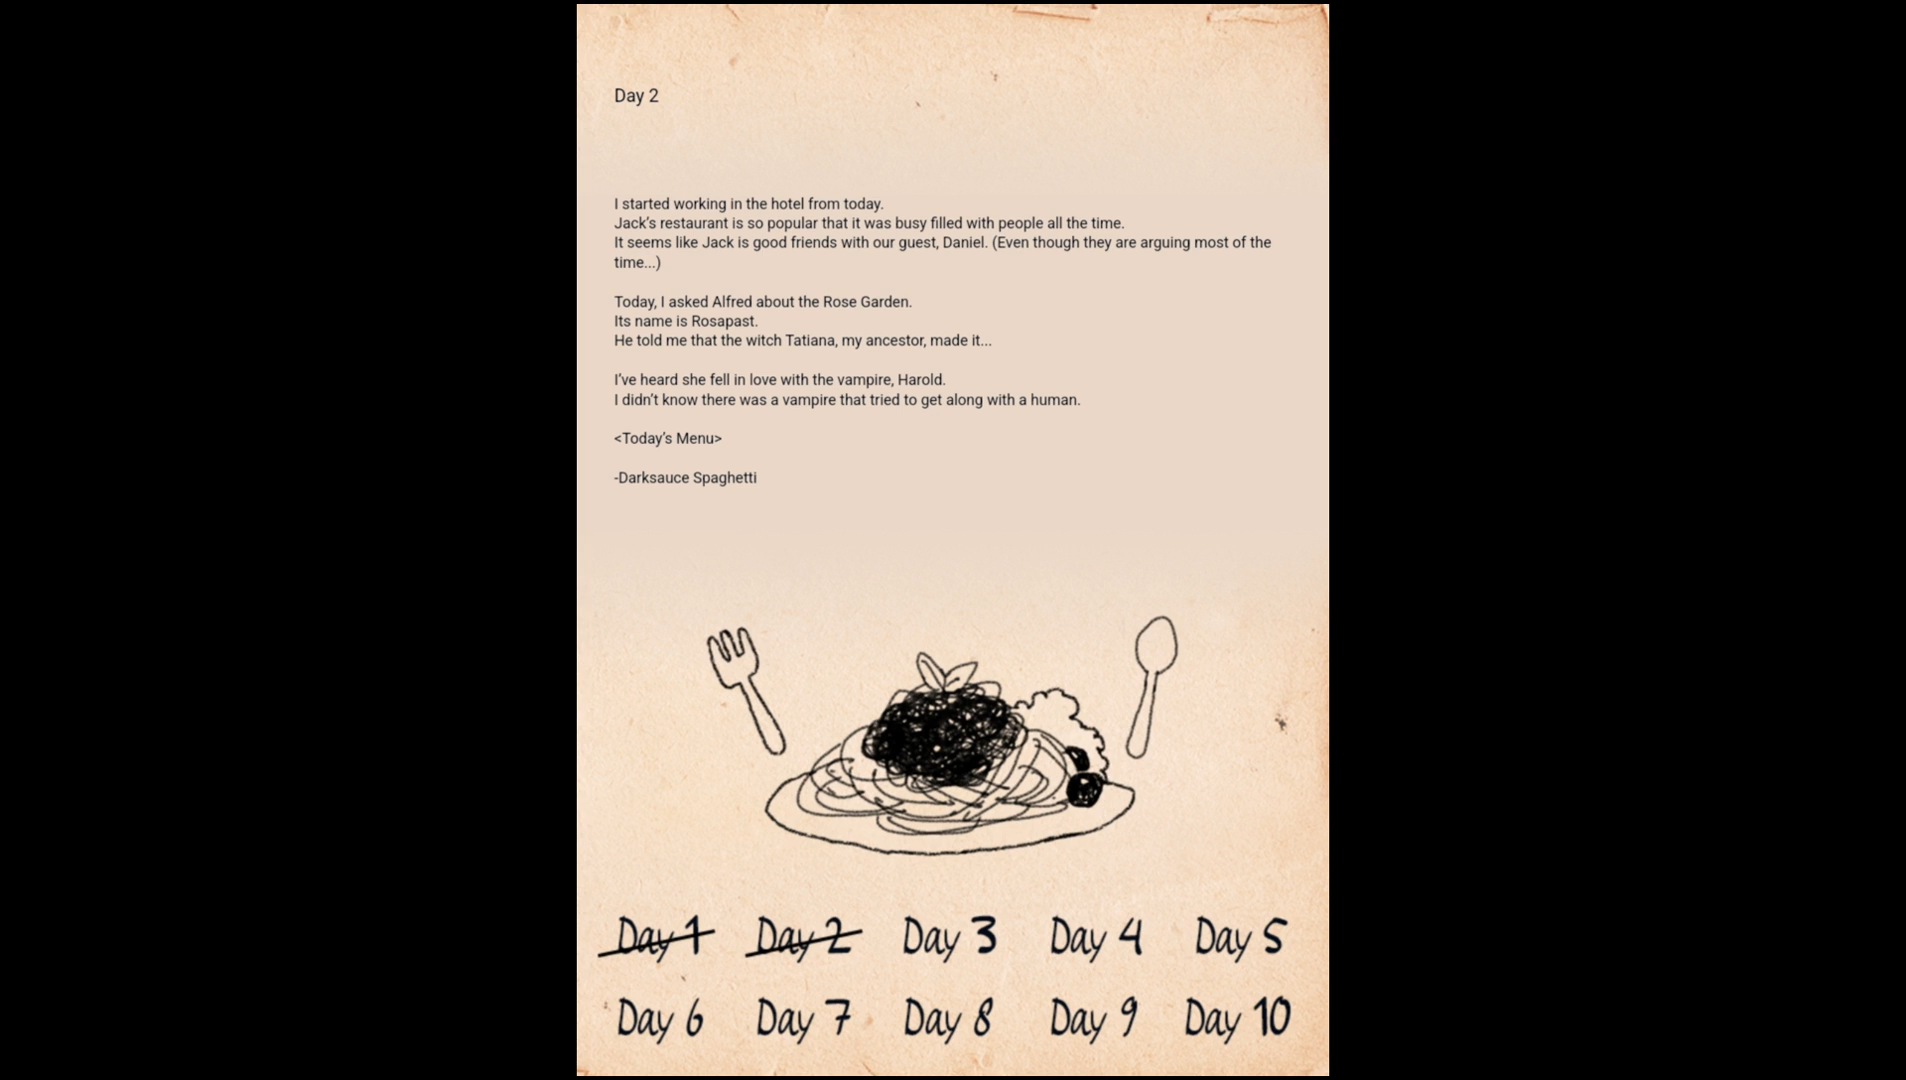 Day 2
I started working in the hotel from today.
Jack's restaurant is so popular that it was busy filled with people all the time.
It seems like Jack is good friends with our guest, Daniel. (Even though they are arguing most of the
time...)
Today, I asked Alfred about the Rose Garden.
Its name is Rosapast.
He told me that the witch Tatiana, my ancestor, made it...
I've heard she fell in love with the vampire, Harold.
I didn't know there was a vampire that tried to get along with a human.
<Today's Menu>
-Darksauce Spaghetti
Day 1 Day 2 Day 3 Day 4 Day 5
Day 6 Day 7 Day 8 Day 9 Day 10